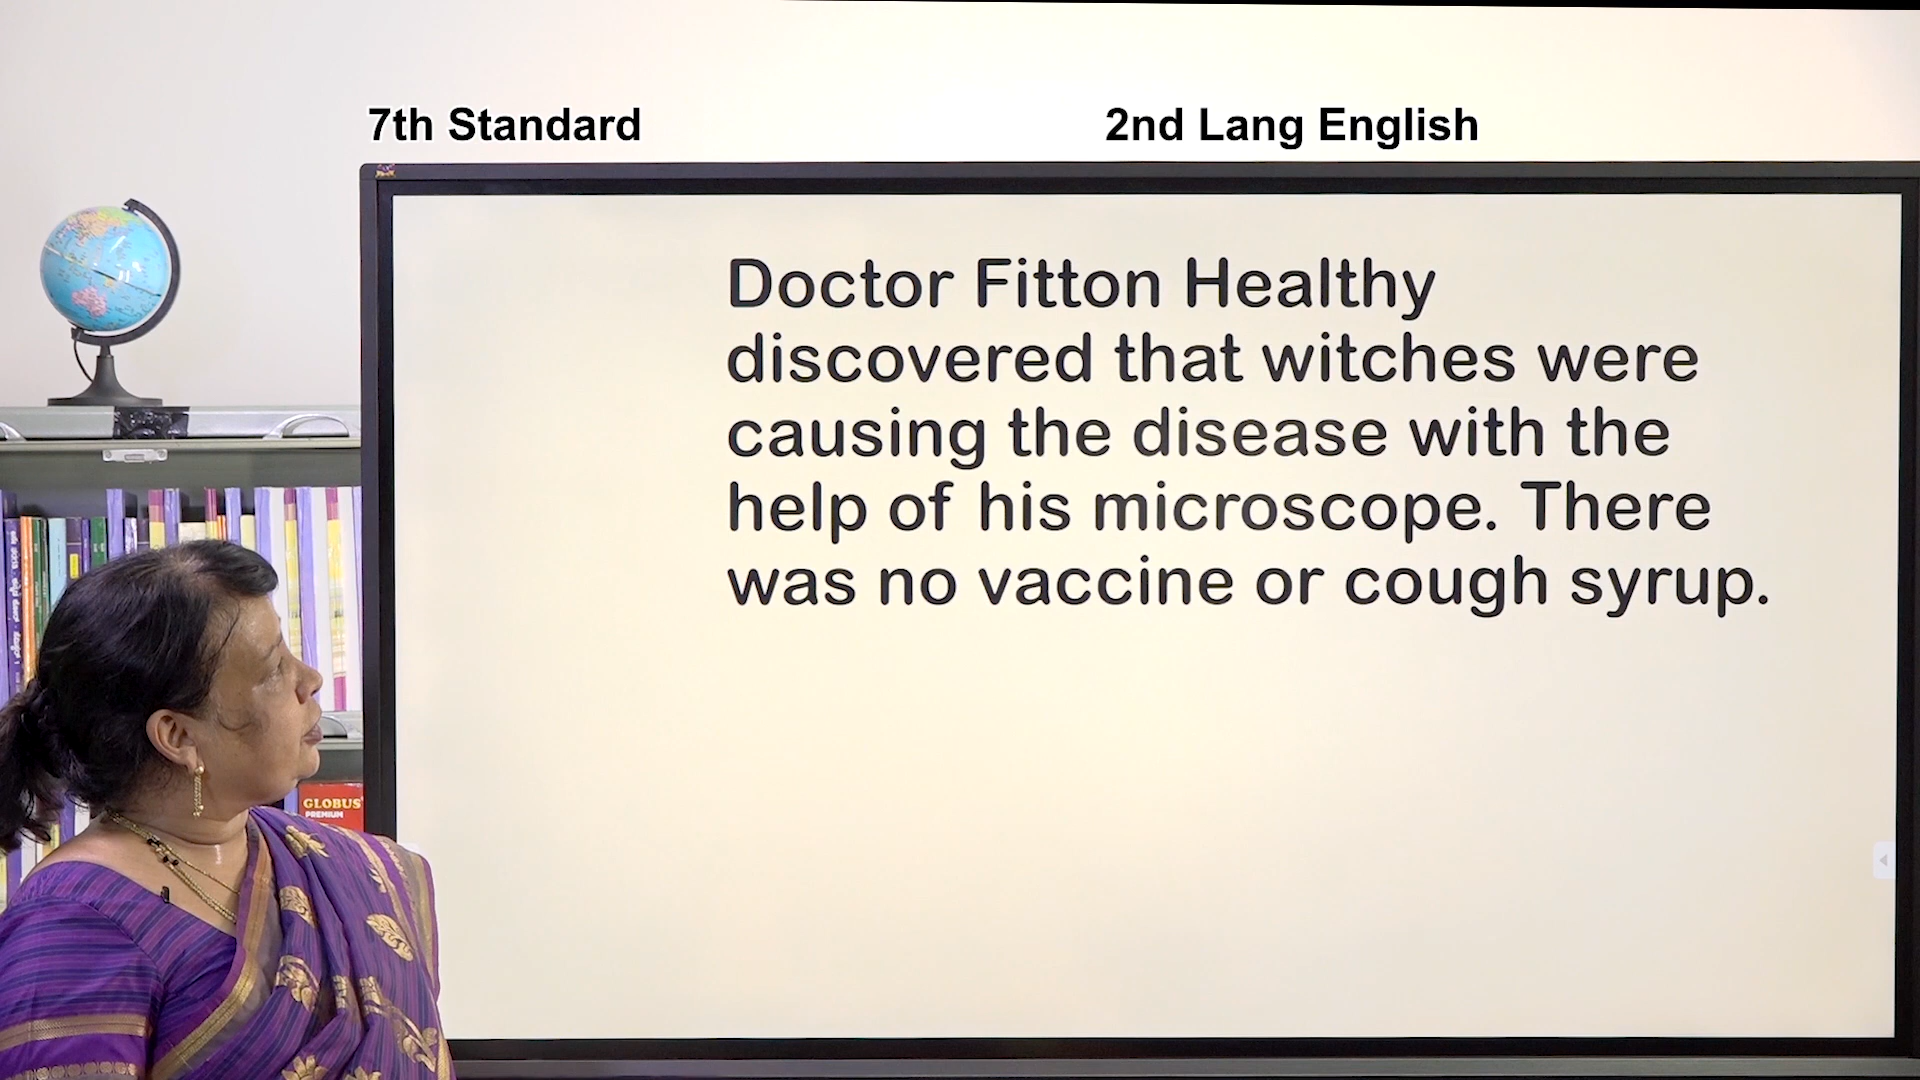 7th Standard
2nd Lang English
Doctor Fitton Healthy
discovered that witches were
causing the disease with the
help of his microscope. There
was no vaccine or cough syrup.
GLOBUS
PREMIUM